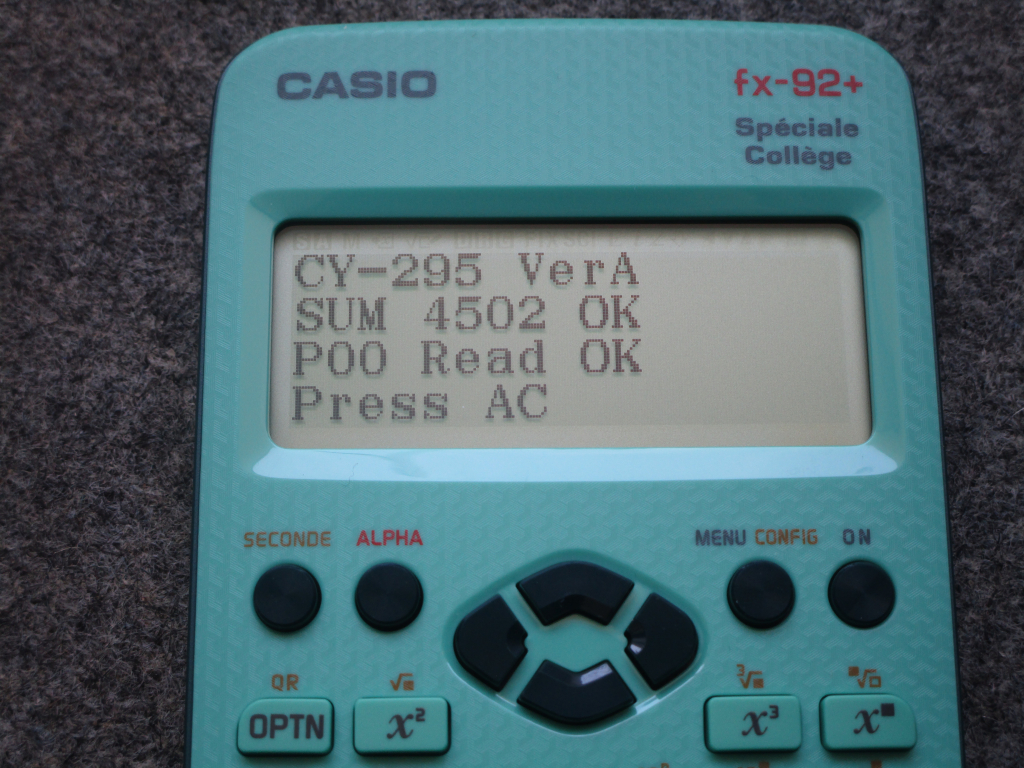 CASIO
fx-92+
Spéciale
Collège
CY-295 VerA
SUM 4502 OK
P00 Read OK
Press AC
SECONDE ALPHA MENU CONFIG ON
QR √■ ³√■ ■√□
OPTN x² x³ x■